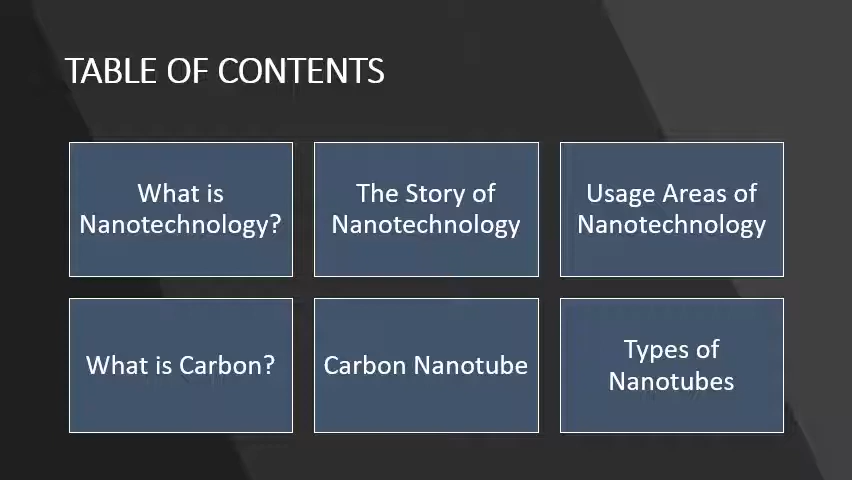 TABLE OF CONTENTS
What is
Nanotechnology?
The Story of
Nanotechnology
Usage Areas of
Nanotechnology
What is Carbon?
Carbon Nanotube
Types of
Nanotubes